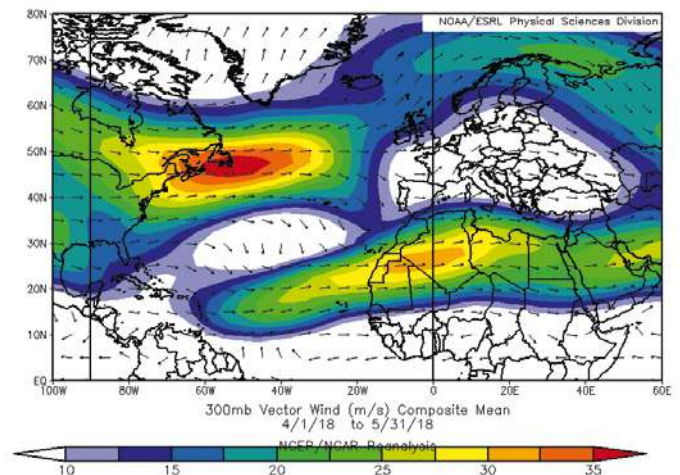 NOAA/ESRL Physical Sciences Division
80N
70N
60N
50N
40N
30N
20N
10N
EQ
100W 80W 60W 40W 20W 0 20E 40E 60E
300mb Vector Wind (m/s) Composite Mean
4/1/18 to 5/31/18
NCEP/NCAR Reanalysis
10 15 20 25 30 35